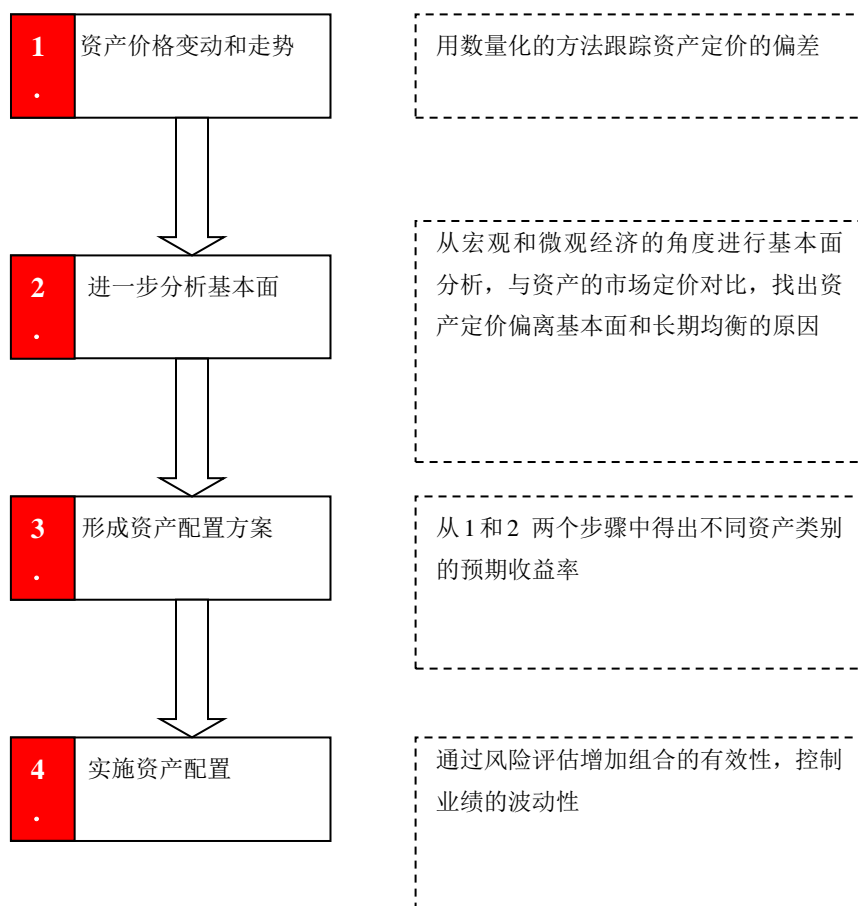 1 资产价格变动和走势
.
用数量化的方法跟踪资产定价的偏差
2 进一步分析基本面
.
从宏观和微观经济的角度进行基本面
分析，与资产的市场定价对比，找出资
产定价偏离基本面和长期均衡的原因
3 形成资产配置方案
.
从1和2 两个步骤中得出不同资产类别
的预期收益率
4 实施资产配置
.
通过风险评估增加组合的有效性，控制
业绩的波动性